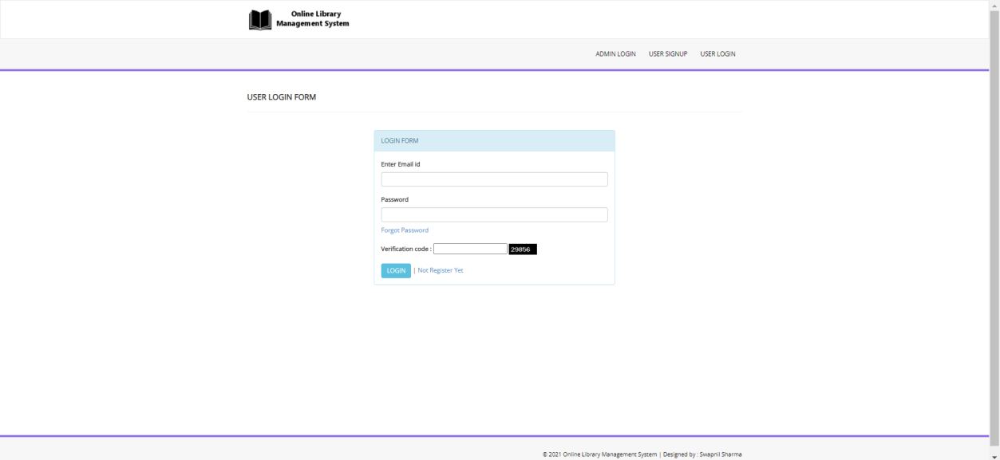 Online Library
Management System
ADMIN LOGIN USER SIGNUP USER LOGIN
USER LOGIN FORM
LOGIN FORM
Enter Email id
Password
Forgot Password
Verification code : 29856
LOGIN | Not Register Yet
© 2021 Online Library Management System | Designed by : Swapnil Sharma